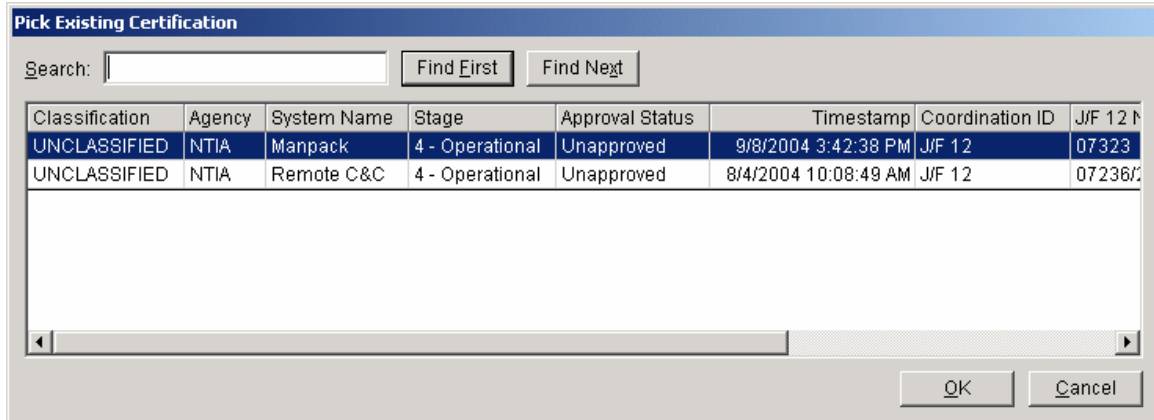 Pick Existing Certification
Search: Find First Find Next
Classification Agency System Name Stage Approval Status Timestamp Coordination ID J/F 12
UNCLASSIFIED NTIA Manpack 4 - Operational Unapproved 9/8/2004 3:42:38 PM J/F 12 07323
UNCLASSIFIED NTIA Remote C&C 4 - Operational Unapproved 8/4/2004 10:08:49 AM J/F 12 07236/
OK Cancel